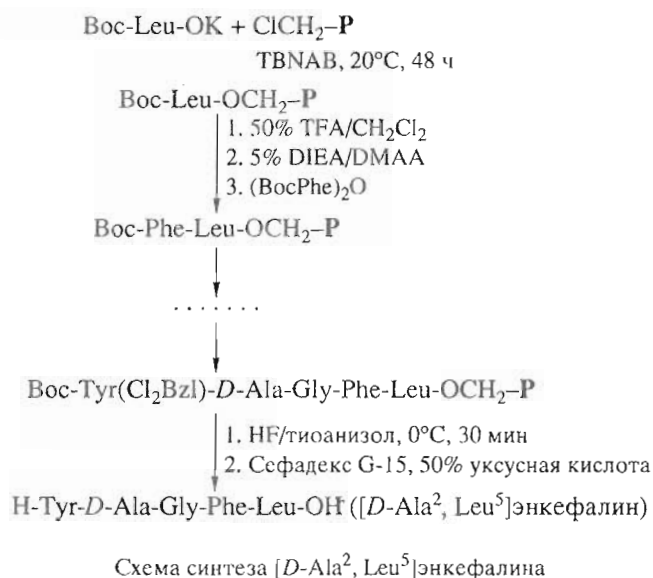 Boc-Leu-OK + ClCH₂–P
TBNAB, 20°C, 48 ч
Boc-Leu-OCH₂–P
1. 50% TFA/CH₂Cl₂
2. 5% DIEA/DMAA
3. (BocPhe)₂O
Boc-Phe-Leu-OCH₂–P
.......
Boc-Tyr(Cl₂Bzl)-D-Ala-Gly-Phe-Leu-OCH₂–P
1. HF/тиоанизол, 0°C, 30 мин
2. Сефадекс G-15, 50% уксусная кислота
H-Tyr-D-Ala-Gly-Phe-Leu-OH ([D-Ala², Leu⁵]энкефалин)
Схема синтеза [D-Ala², Leu⁵]энкефалина